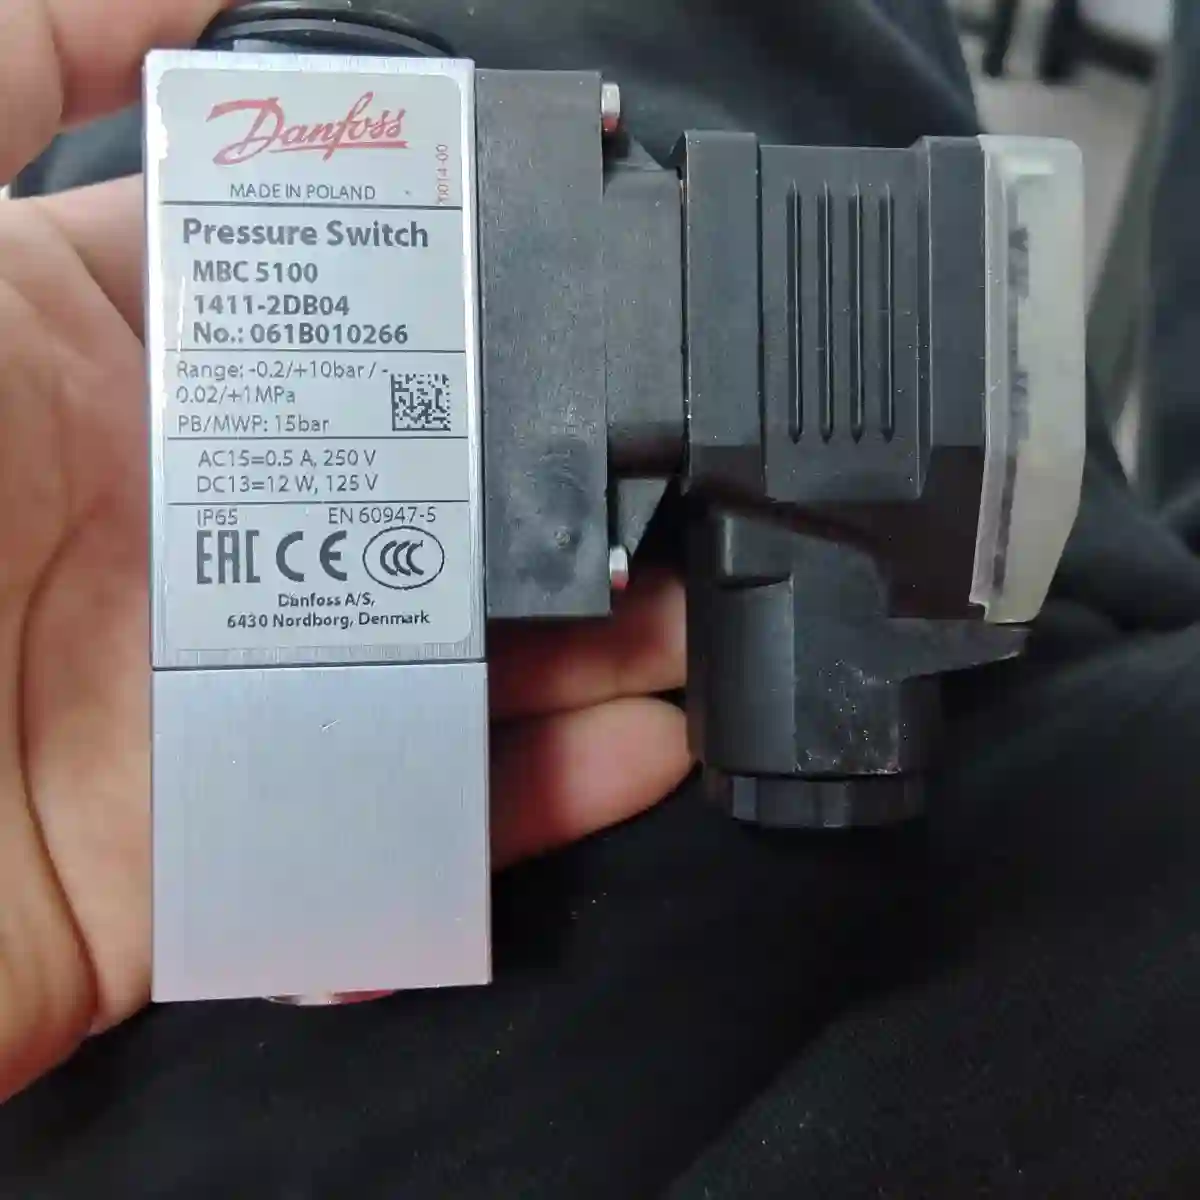 Danfoss
MADE IN POLAND
Pressure Switch
MBC 5100
1411-2DB04
No.: 061B010266
Range: -0.2/+10bar / -
0.02/+1MPa
PB/MWP: 15bar
AC15=0.5 A, 250 V
DC13=12 W, 125 V
IP65 EN 60947-5
EAC CE CCC
Danfoss A/S,
6430 Nordborg, Denmark